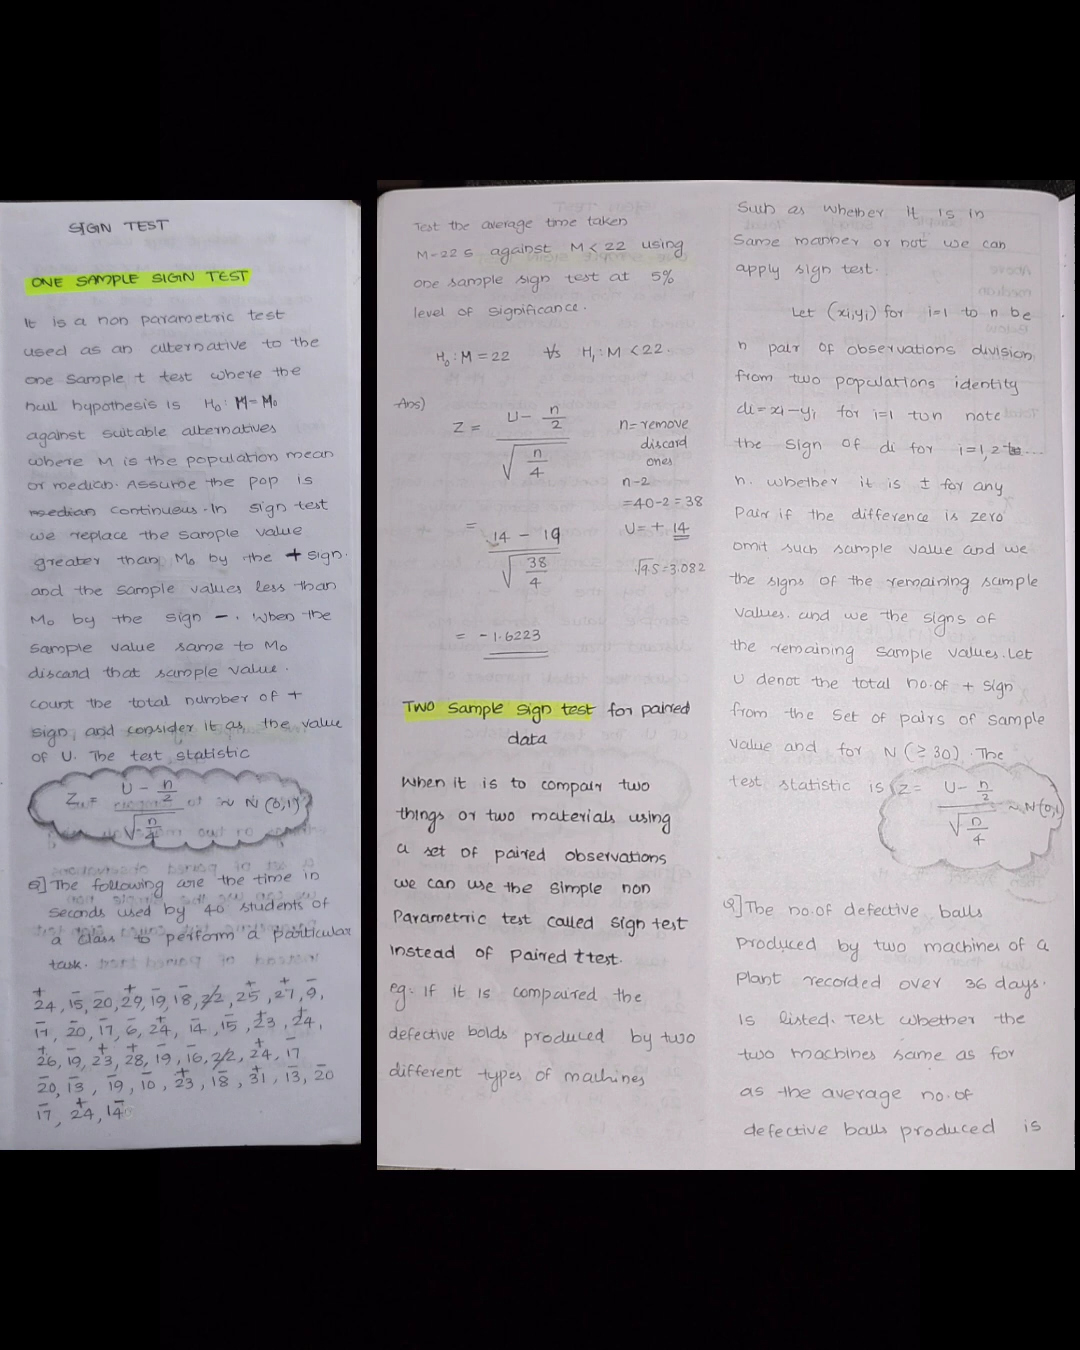 SIGN TEST
ONE SAMPLE SIGN TEST
It is a non parametric test
used as an alternative to the
one sample t test where the
null hypothesis is H₀: M = M₀
against suitable alternatives
where M is the population mean
or median. Assume the pop is
median continuous. In sign test
we replace the sample value
greater than M₀ by the + sign.
and the sample values less than
M₀ by the sign - . When the
sample value same to M₀
discard that sample value.
count the total number of +
sign and consider it as the value
of U. The test statistic
Z = (U - n/2) / √(n/4) ~ N (0,1)
Q] The following are the time in
seconds used by 40 students of
a class to perform a particular
task.
+ - - + - - + + -
24, 15, 20, 29, 19, 18, 22, 25, 27, 9,
- - - - + - - + +
17, 20, 17, 6, 24, 14, 15, 23, 24,
+ - + + - - + -
26, 19, 23, 28, 19, 16, 22, 24, 17
- - - - + - + - -
20, 13, 19, 10, 23, 18, 31, 13, 20
- + -
17, 24, 14
Test the average time taken
M-22 s against M < 22 using
one sample sign test at 5%
level of significance.
H₀: M = 22 Vs H₁: M < 22.
Ans)
Z = (U - n/2) / √(n/4)
n = remove
discard
ones
n-2
= 40-2 = 38
U = + 14
= (14 - 19) / √(38/4)
√9.5 = 3.082
= -1.6223
TWO sample sign test for paired
data
when it is to compair two
things or two materials using
a set of paired observations
we can use the simple non
Parametric test called sign test
instead of paired t test.
eg. If it is compaired the
defective bolds produced by two
different types of machines
Such as whether it is in
same manner or not we can
apply sign test.
Let (xi, yi) for i=1 to n be
n pair of observations division
from two populations identity
di = xi - yi for i=1 to n note
the sign of di for i=1, 2 ....
n. whether it is ± for any
Pair if the difference is zero
omit such sample value and we
the signs of the remaining sample
values. and we the signs of
the remaining sample values. Let
U denot the total no. of + sign
from the set of pairs of sample
value and for N (≥ 30). The
test statistic is Z = (U - n/2) / √(n/4) ~ N(0,1)
Q] The no. of defective balls
produced by two machines of a
plant recorded over 36 days.
is listed. Test whether the
two machines same as for
as the average no. of
defective balls produced is